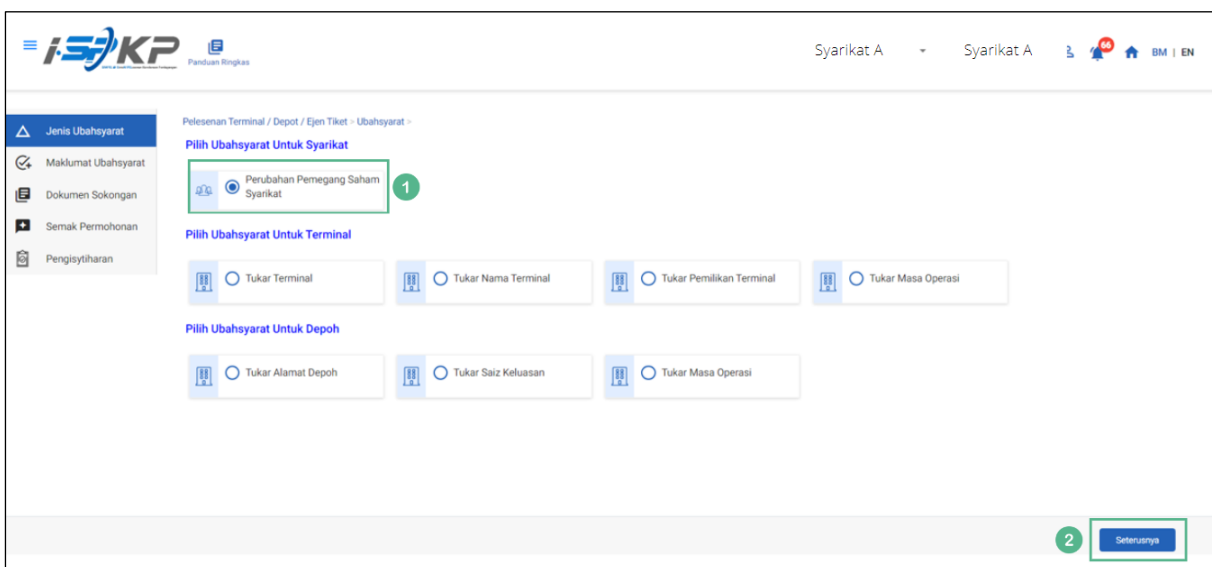 i-SPKP
Panduan Ringkas
Syarikat A
Syarikat A
66
BM | EN
Jenis Ubahsyarat
Maklumat Ubahsyarat
Dokumen Sokongan
Semak Permohonan
Pengisytiharan
Pelesenan Terminal / Depot / Ejen Tiket > Ubahsyarat >
Pilih Ubahsyarat Untuk Syarikat
Perubahan Pemegang Saham
Syarikat
1
Pilih Ubahsyarat Untuk Terminal
Tukar Terminal
Tukar Nama Terminal
Tukar Pemilikan Terminal
Tukar Masa Operasi
Pilih Ubahsyarat Untuk Depoh
Tukar Alamat Depoh
Tukar Saiz Keluasan
Tukar Masa Operasi
2
Seterusnya